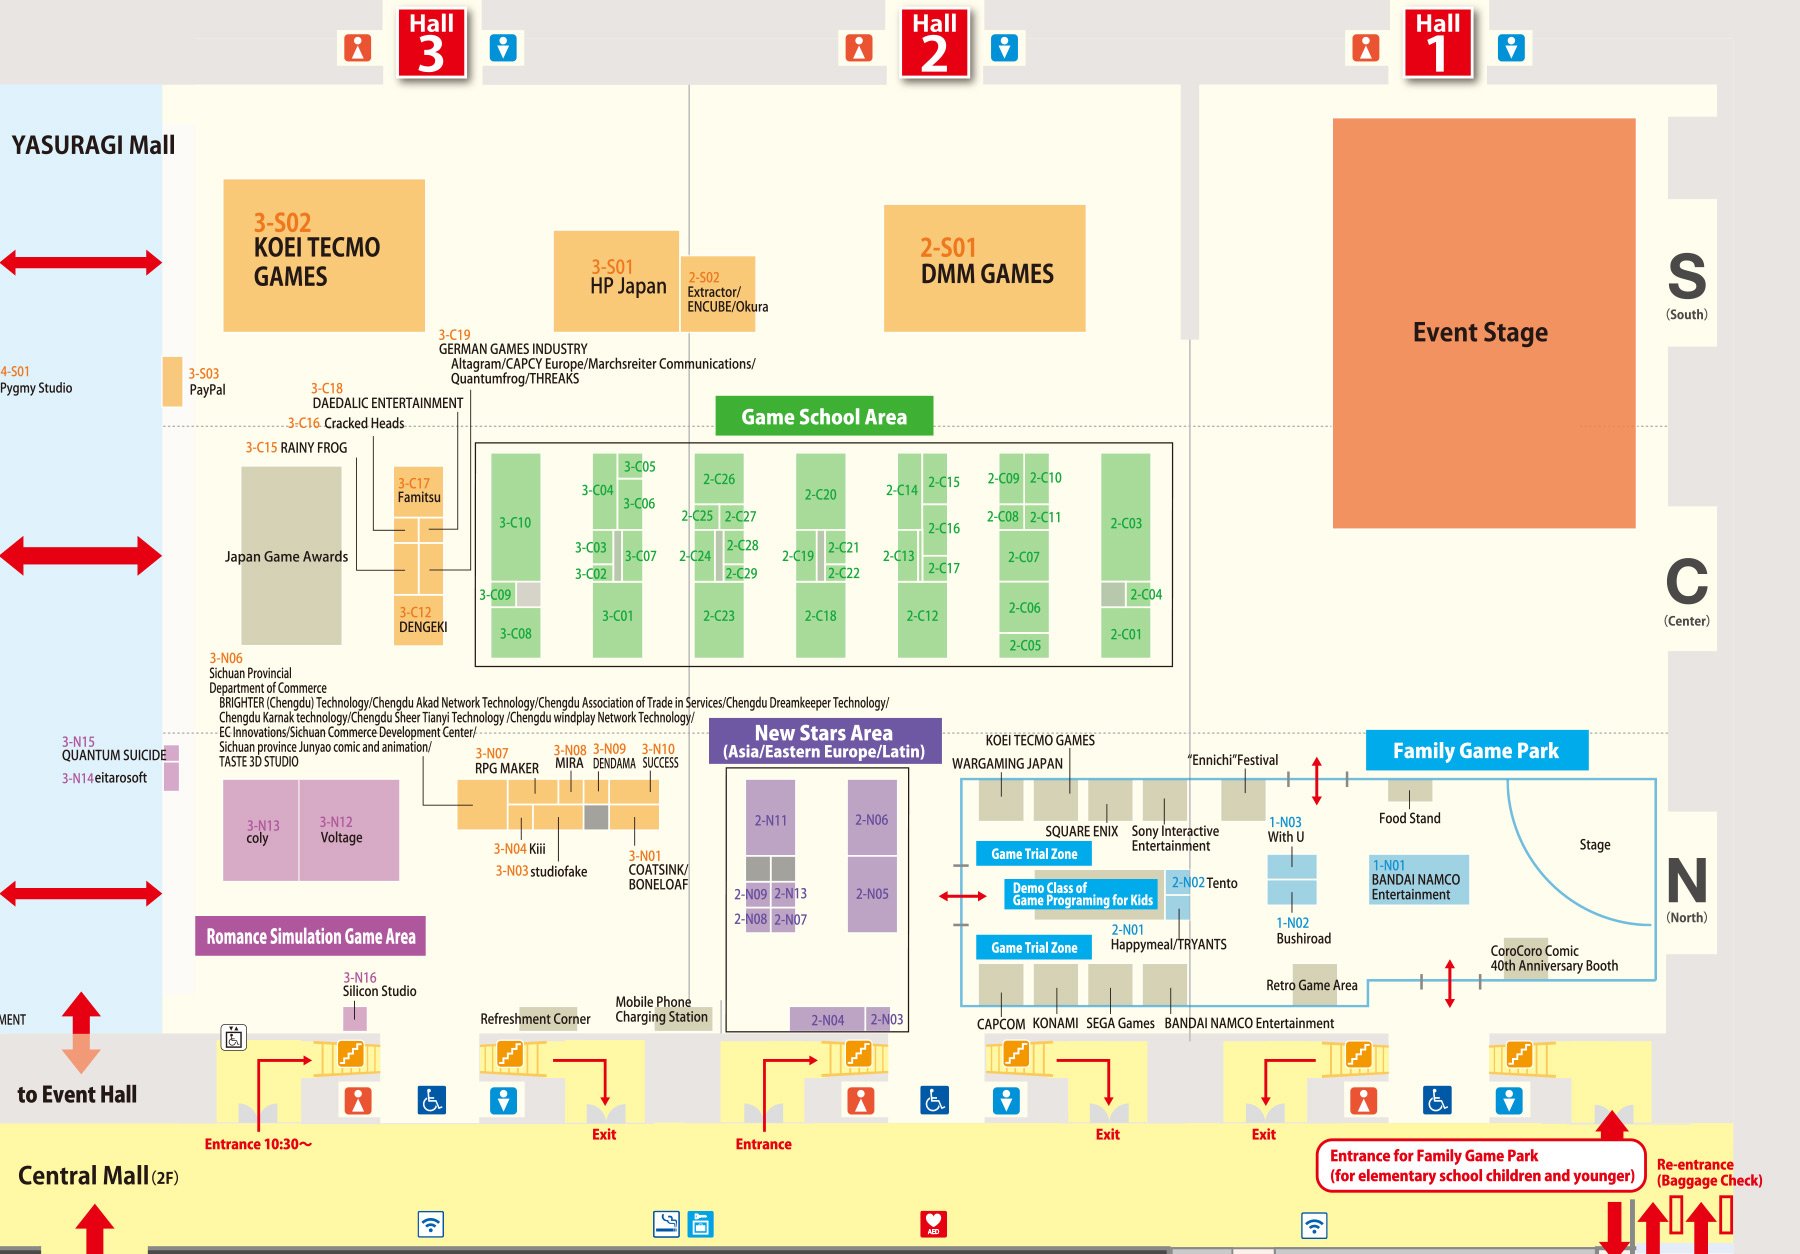 Hall
3
Hall
2
Hall
1
YASURAGI Mall
3-S02
KOEI TECMO
GAMES
3-S01
HP Japan
2-S02
Extractor/
ENCUBE/Okura
2-S01
DMM GAMES
Event Stage
S
(South)
4-S01
Pygmy Studio
3-S03
PayPal
3-C19
GERMAN GAMES INDUSTRY
Altagram/CAPCY Europe/Marchsreiter Communications/
Quantumfrog/THREAKS
3-C18
DAEDALIC ENTERTAINMENT
3-C16 Cracked Heads
3-C15 RAINY FROG
Game School Area
3-C17
Famitsu
Japan Game Awards
3-C12
DENGEKI
3-C10
3-C09
3-C08
3-C04
3-C05
3-C06
3-C03
3-C07
3-C02
3-C01
2-C26
2-C25
2-C27
2-C24
2-C28
2-C29
2-C23
2-C20
2-C19
2-C21
2-C22
2-C18
2-C14
2-C15
2-C16
2-C13
2-C17
2-C12
2-C09
2-C10
2-C08
2-C11
2-C07
2-C06
2-C05
2-C03
2-C04
2-C01
C
(Center)
3-N06
Sichuan Provincial
Department of Commerce
BRIGHTER (Chengdu) Technology/Chengdu Akad Network Technology/Chengdu Association of Trade in Services/Chengdu Dreamkeeper Technology/
Chengdu Karnak technology/Chengdu Sheer Tianyi Technology /Chengdu windplay Network Technology/
EC Innovations/Sichuan Commerce Development Center/
Sichuan province Junyao comic and animation/
TASTE 3D STUDIO
3-N15
QUANTUM SUICIDE
3-N14 eitarosoft
3-N13
coly
3-N12
Voltage
3-N07
RPG MAKER
3-N08
MIRA
3-N09
DENDAMA
3-N10
SUCCESS
3-N04 Kiii
3-N03 studiofake
3-N01
COATSINK/
BONELOAF
Romance Simulation Game Area
3-N16
Silicon Studio
New Stars Area
(Asia/Eastern Europe/Latin)
2-N11
2-N06
2-N09
2-N13
2-N08
2-N07
2-N05
2-N04
2-N03
Family Game Park
KOEI TECMO GAMES
WARGAMING JAPAN
"Ennichi"Festival
SQUARE ENIX
Sony Interactive
Entertainment
Food Stand
Stage
1-N03
With U
1-N01
BANDAI NAMCO
Entertainment
1-N02
Bushiroad
Game Trial Zone
Demo Class of
Game Programing for Kids
2-N02 Tento
2-N01
Happymeal/TRYANTS
Game Trial Zone
CoroCoro Comic
40th Anniversary Booth
Retro Game Area
CAPCOM
KONAMI
SEGA Games
BANDAI NAMCO Entertainment
N
(North)
MENT
Refreshment Corner
Mobile Phone
Charging Station
to Event Hall
Entrance 10:30～
Exit
Entrance
Exit
Exit
Entrance for Family Game Park
(for elementary school children and younger)
Re-entrance
(Baggage Check)
Central Mall (2F)
AED